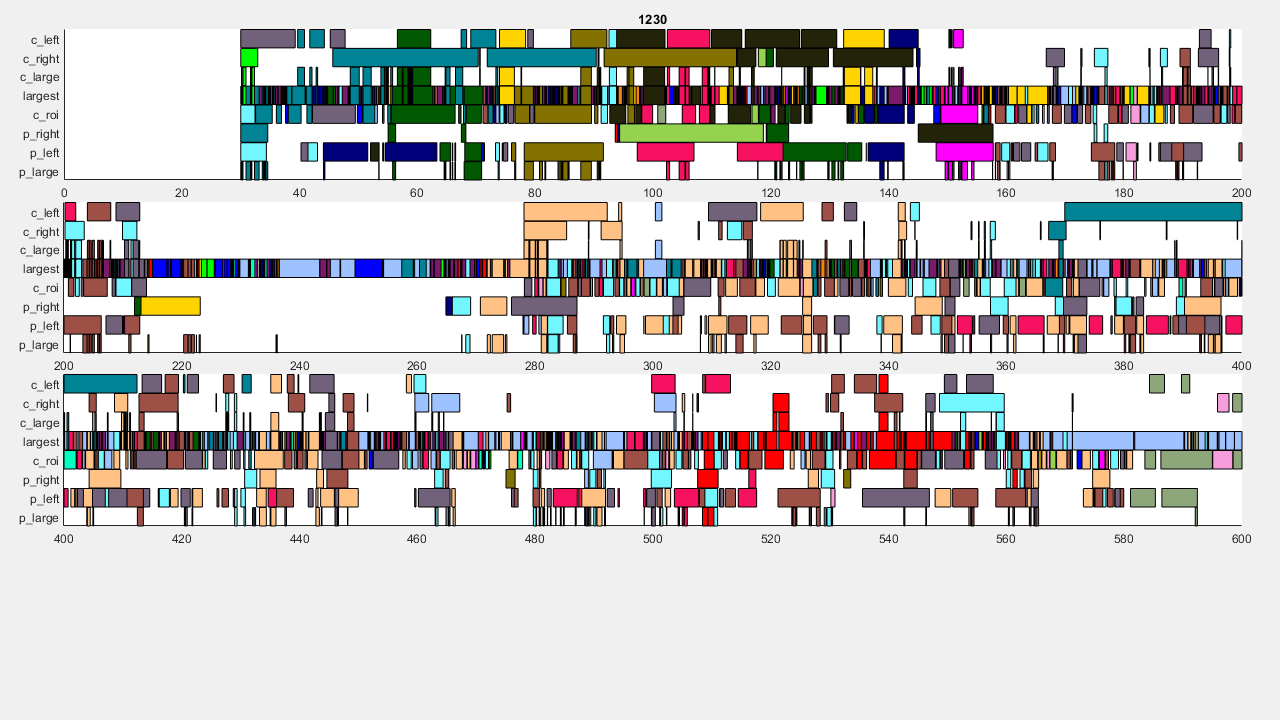 1230
c_left
c_right
c_large
largest
c_roi
p_right
p_left
p_large
0 20 40 60 80 100 120 140 160 180 200
c_left
c_right
c_large
largest
c_roi
p_right
p_left
p_large
200 220 240 260 280 300 320 340 360 380 400
c_left
c_right
c_large
largest
c_roi
p_right
p_left
p_large
400 420 440 460 480 500 520 540 560 580 600